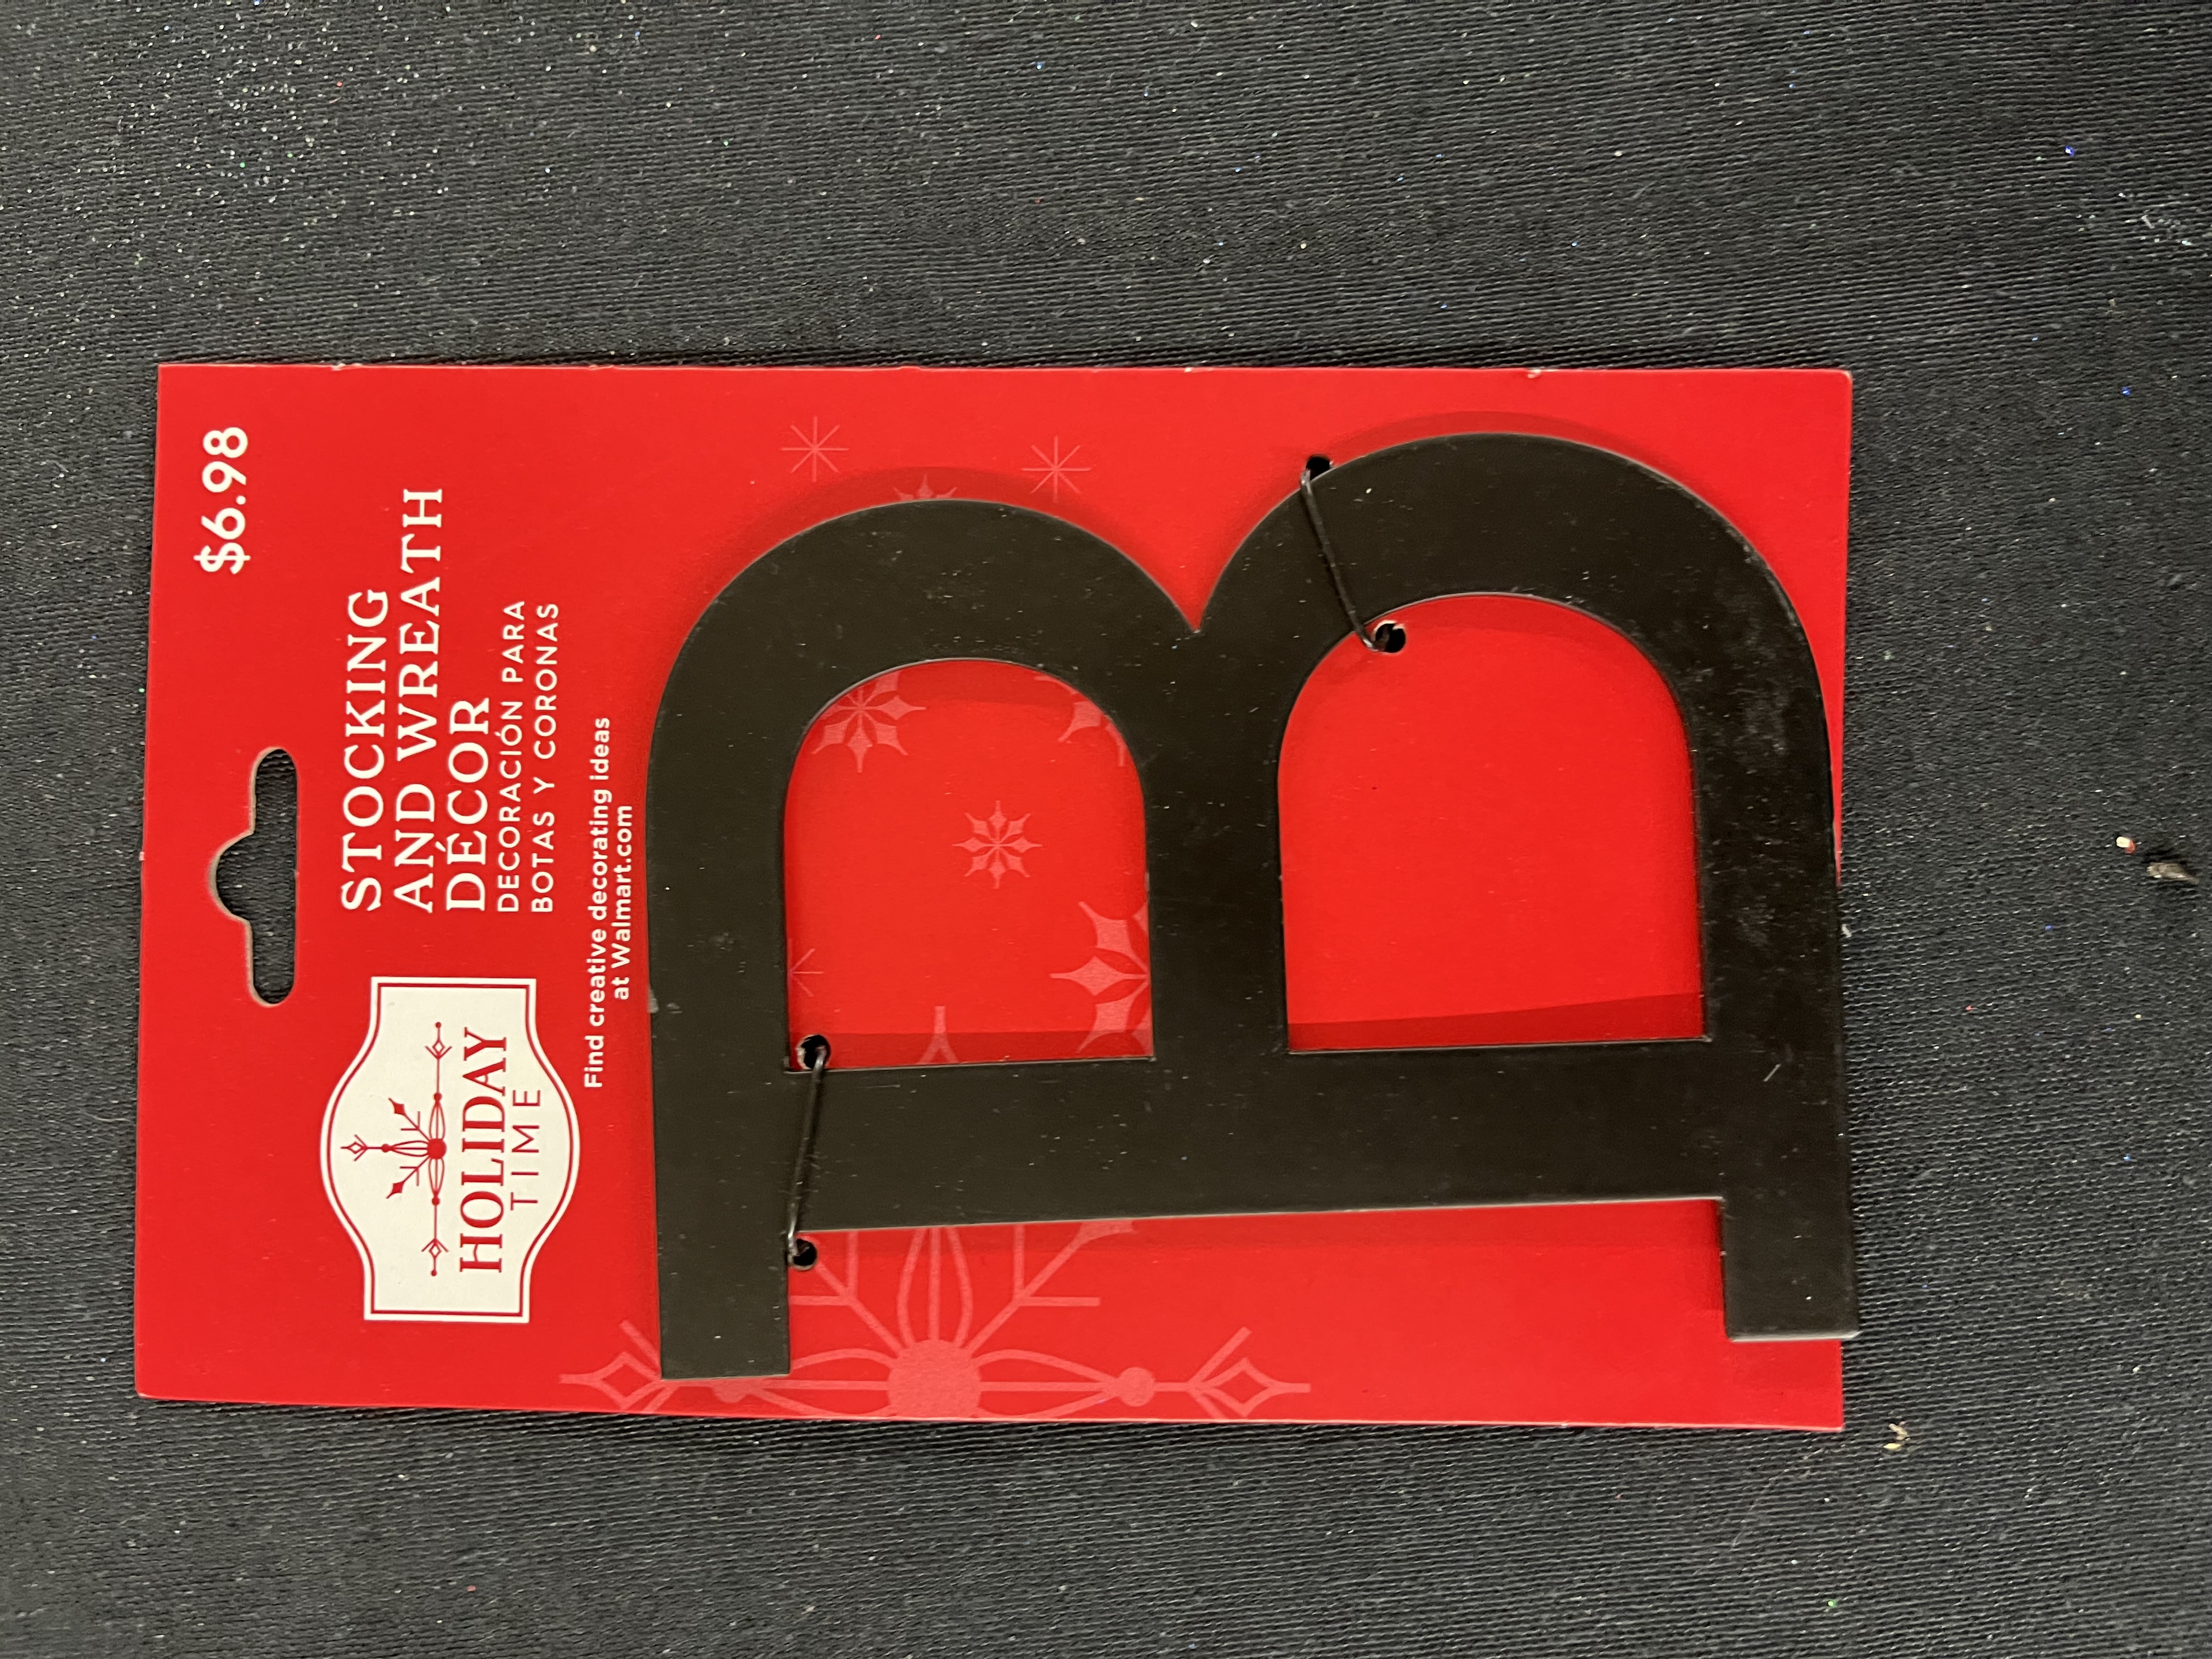 $6.98
STOCKING
AND WREATH
DÉCOR
DECORACIÓN PARA
BOTAS Y CORONAS
HOLIDAY
TIME
Find creative decorating ideas
at Walmart.com
B